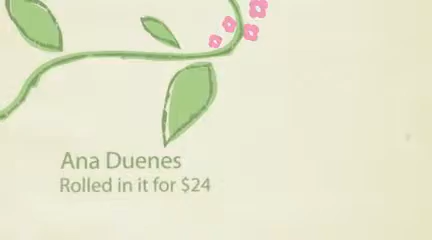 Ana Duenes
Rolled in it for $24